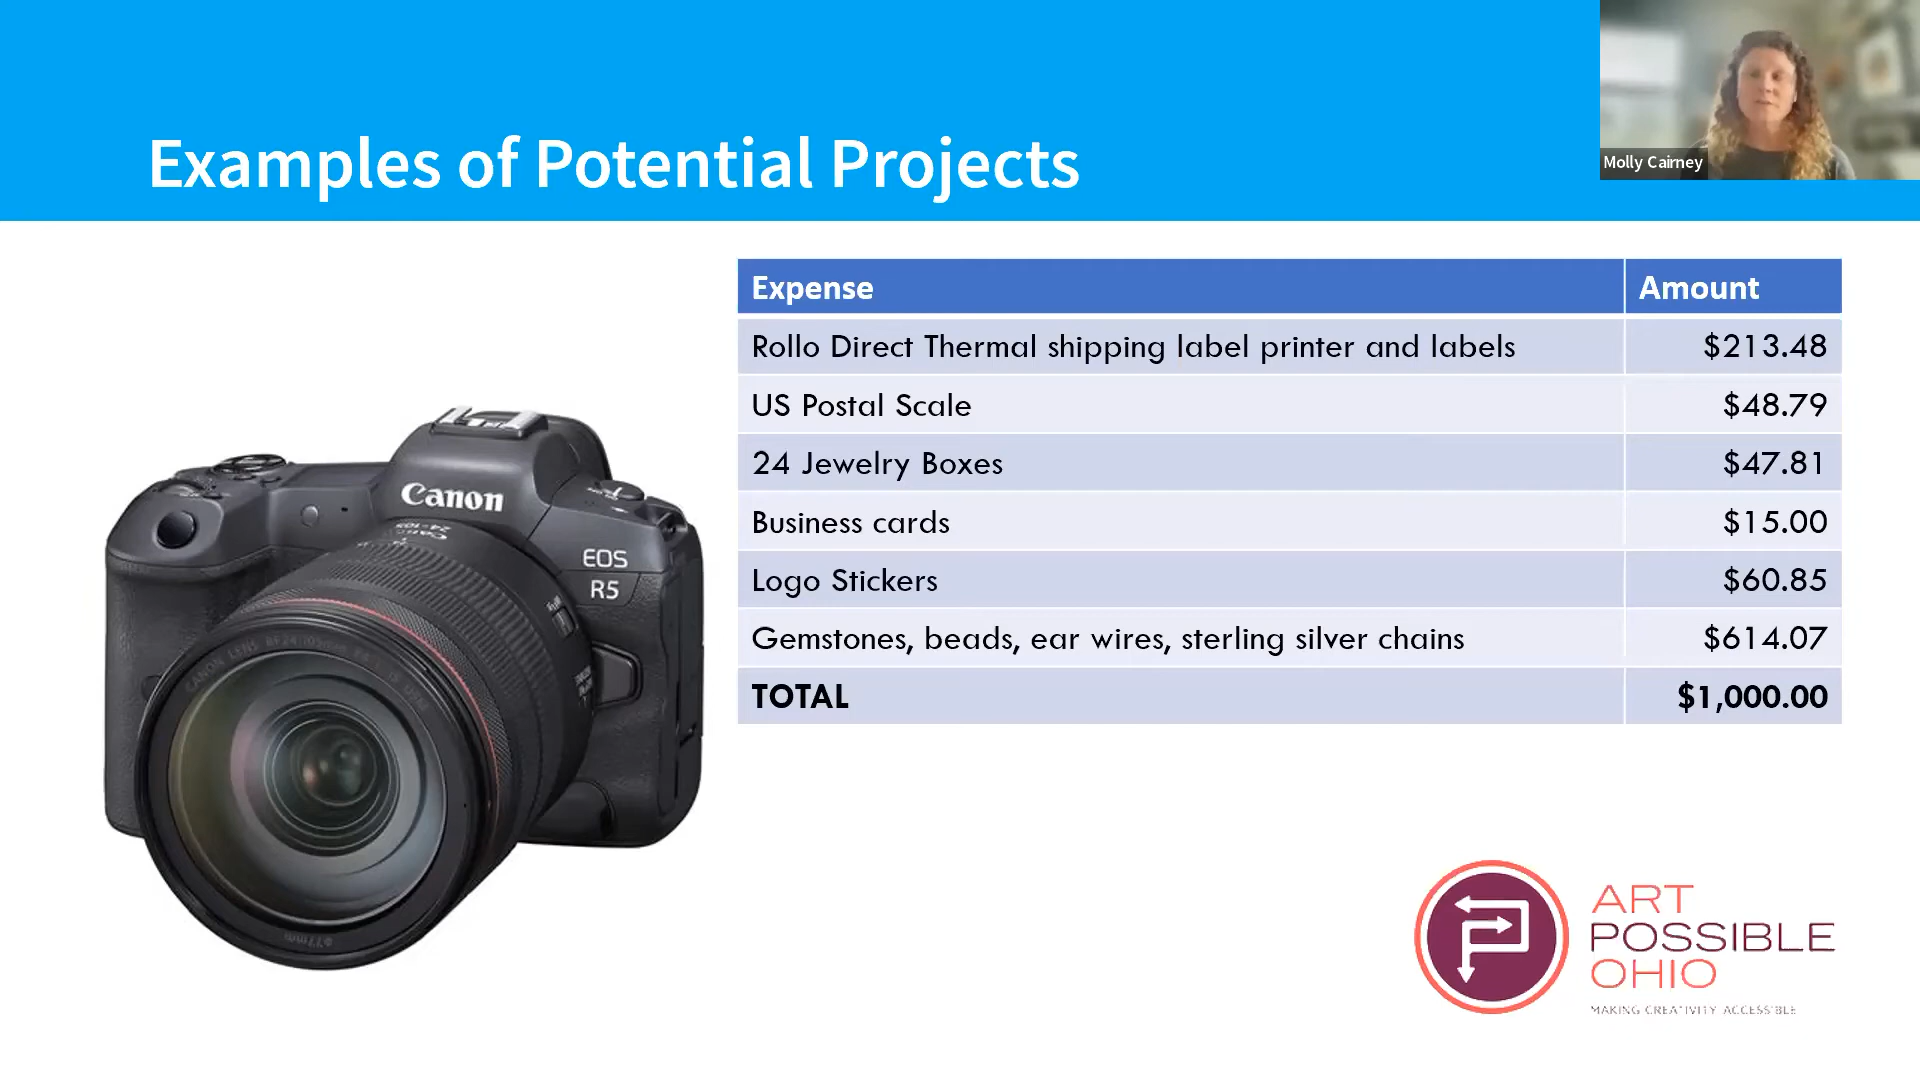 Examples of Potential Projects
Molly Cairney
Expense Amount
Rollo Direct Thermal shipping label printer and labels $213.48
US Postal Scale $48.79
24 Jewelry Boxes $47.81
Business cards $15.00
Logo Stickers $60.85
Gemstones, beads, ear wires, sterling silver chains $614.07
TOTAL $1,000.00
Canon
EOS
R5
ART
POSSIBLE
OHIO
MAKING CREATIVITY ACCESSIBLE